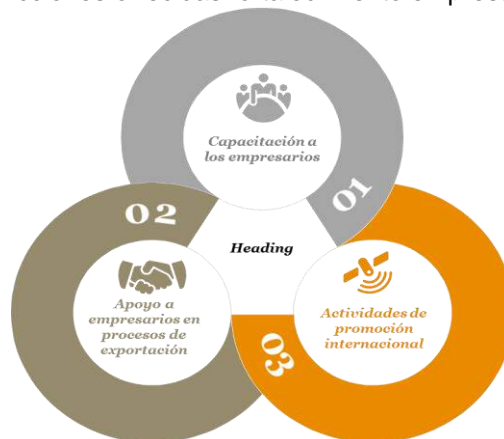 Capacitación a
los empresarios
01
02
Heading
Apoyo a
empresarios en
procesos de
exportación
Actividades de
promoción
internacional
03